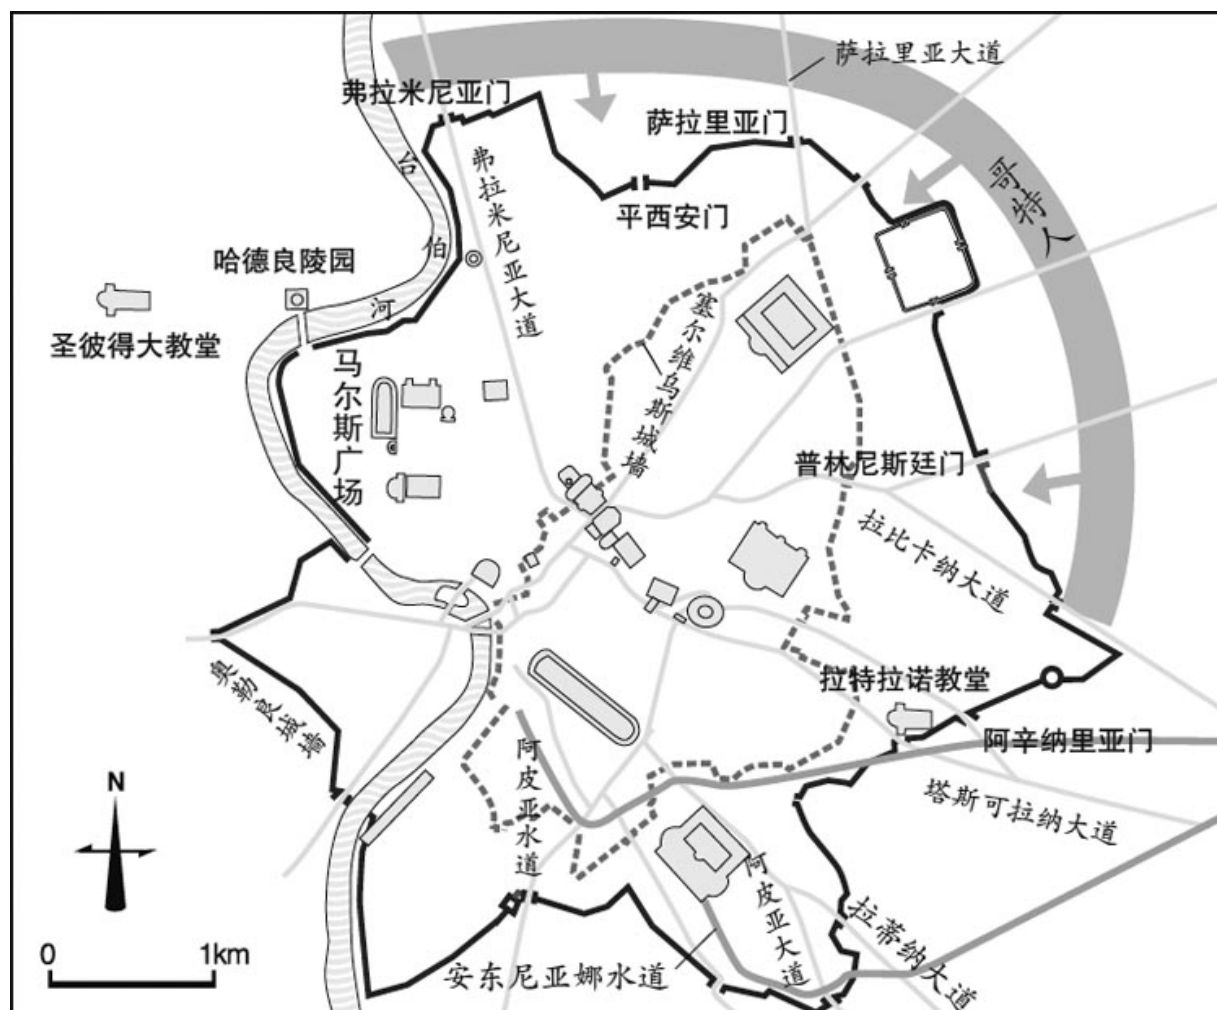 萨拉里亚大道
弗拉米尼亚门
萨拉里亚门
哥特人
台伯河
弗拉米尼亚大道
平西安门
哈德良陵园
圣彼得大教堂
塞尔维乌斯城墙
马尔斯广场
普林尼斯廷门
拉比卡纳大道
奥勒良城墙
拉特拉诺教堂
阿辛纳里亚门
阿皮亚水道
塔斯可拉纳大道
N
阿皮亚大道
拉蒂纳大道
0 1km
安东尼亚娜水道